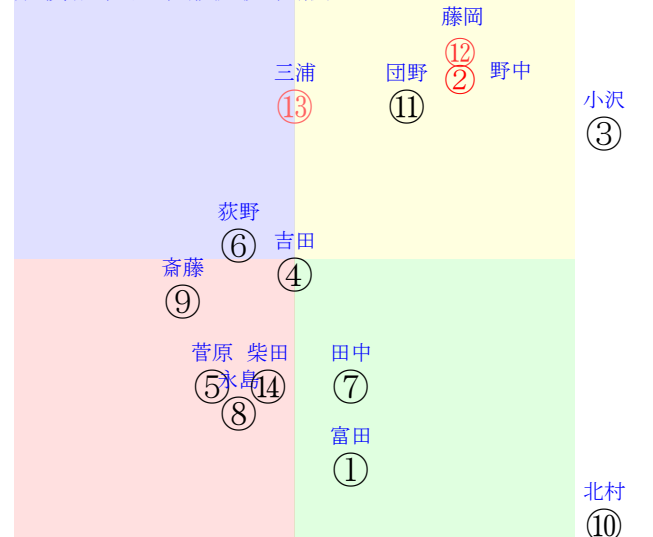 藤岡
⑫
三浦
団野
②
野中
⑬
⑪
小沢
③
荻野
⑥
吉田
④
斎藤
⑨
菅原
柴田
田中
⑤
永島
⑭
⑦
⑧
富田
①
北村
⑩